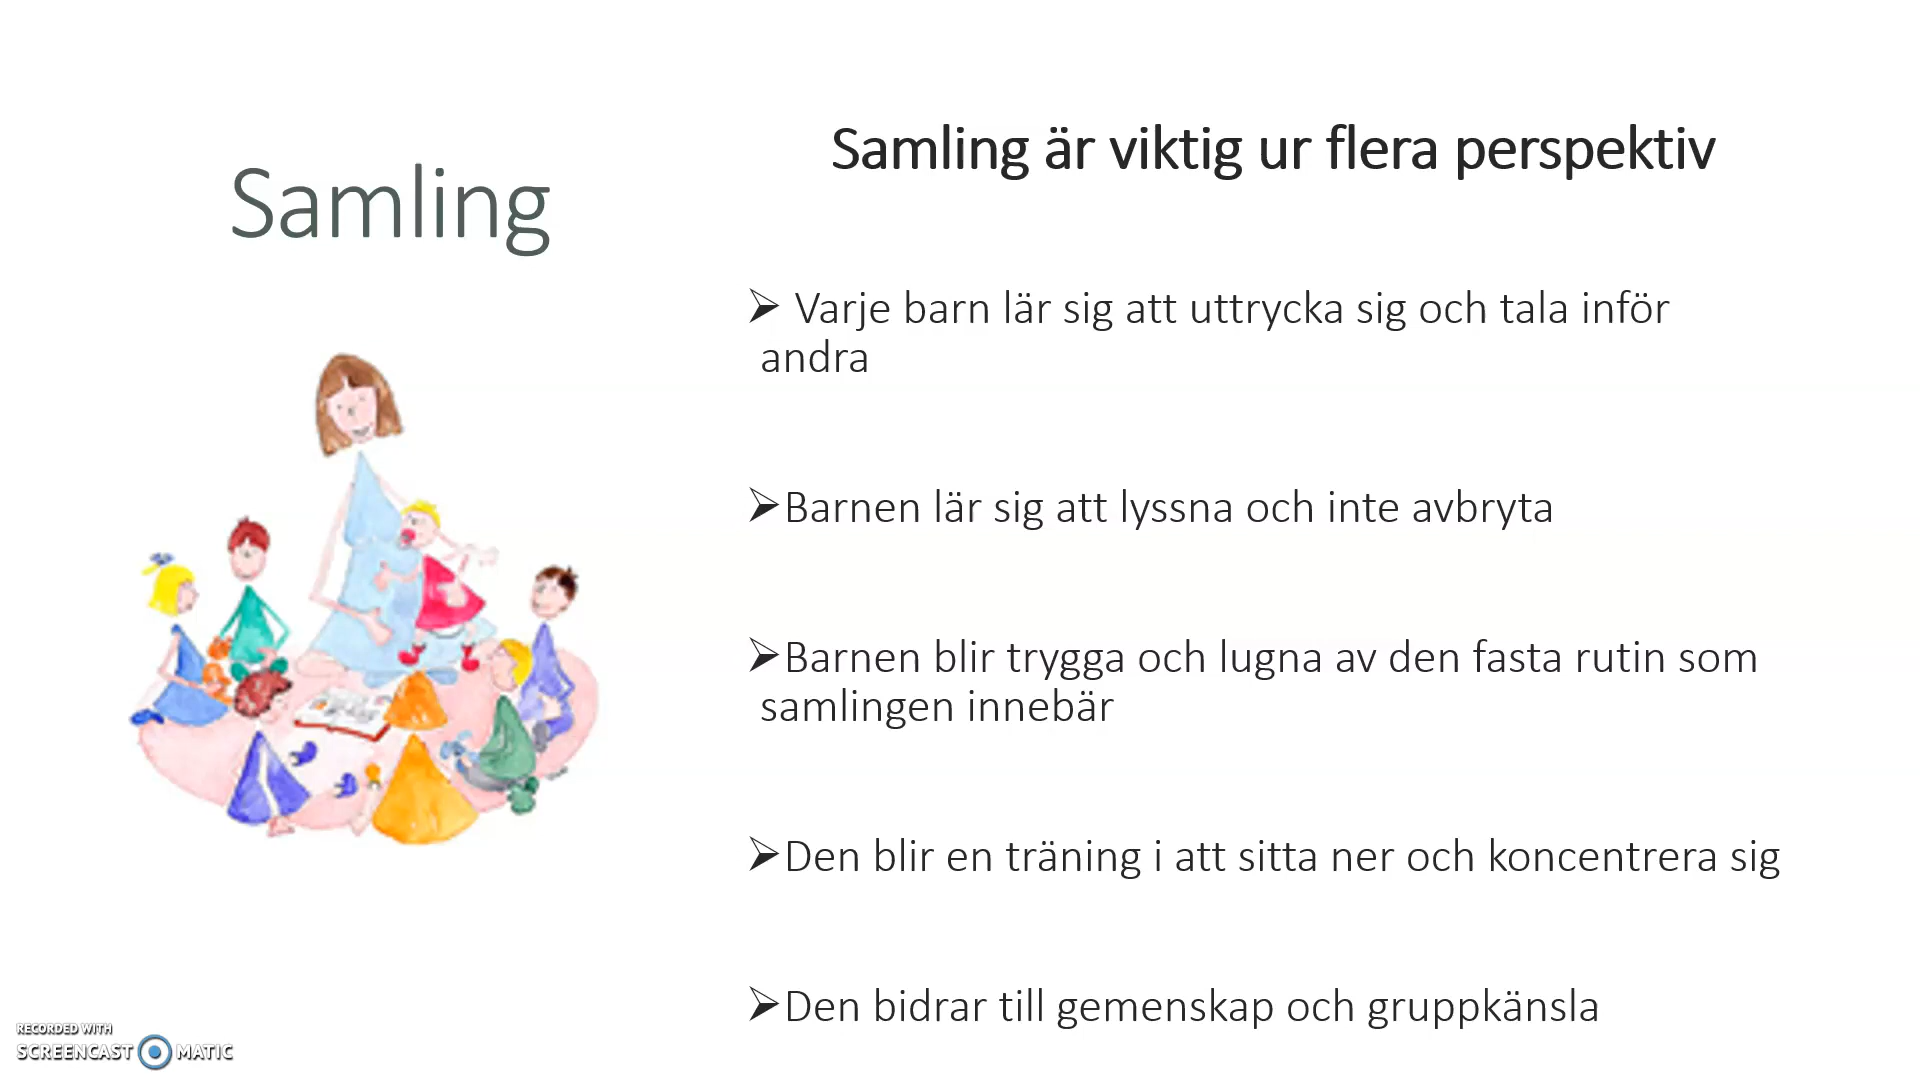 Samling
Samling är viktig ur flera perspektiv
➢ Varje barn lär sig att uttrycka sig och tala inför
andra
➢Barnen lär sig att lyssna och inte avbryta
➢Barnen blir trygga och lugna av den fasta rutin som
samlingen innebär
➢Den blir en träning i att sitta ner och koncentrera sig
➢Den bidrar till gemenskap och gruppkänsla
RECORDED WITH
SCREENCAST MATIC